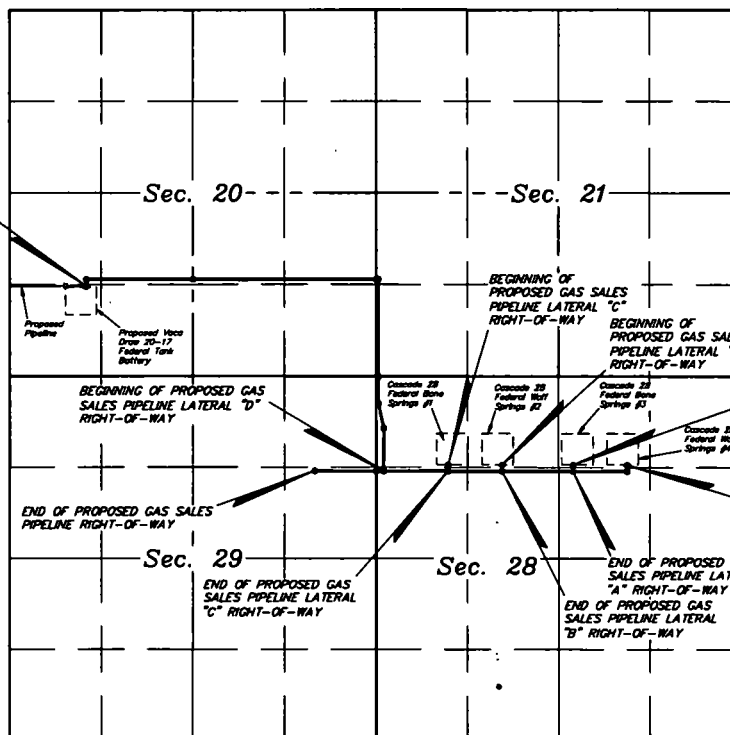 Sec. 20
Sec. 21
BEGINNING OF
PROPOSED GAS SALES
PIPELINE LATERAL "C"
RIGHT-OF-WAY
BEGINNING OF
PROPOSED GAS
PIPELINE LATERAL
RIGHT-OF-WAY
Proposed
Pipeline
Proposed Vaca
Draw 20-17
Federal Tank
Battery
BEGINNING OF PROPOSED GAS
SALES PIPELINE LATERAL "D"
RIGHT-OF-WAY
Cascade 28
Federal Bone
Springs #1
Cascade 28
Federal Wolf
Springs #2
Cascade 28
Federal Bone
Springs #3
Cascade
Federal
Springs
END OF PROPOSED GAS SALES
PIPELINE RIGHT-OF-WAY
Sec. 29
Sec. 28
END OF PROPOSED GAS
SALES PIPELINE LATERAL
"C" RIGHT-OF-WAY
END OF PROPOSED
SALES PIPELINE
"A" RIGHT-OF-WAY
END OF PROPOSED GAS
SALES PIPELINE LATERAL
"B" RIGHT-OF-WAY